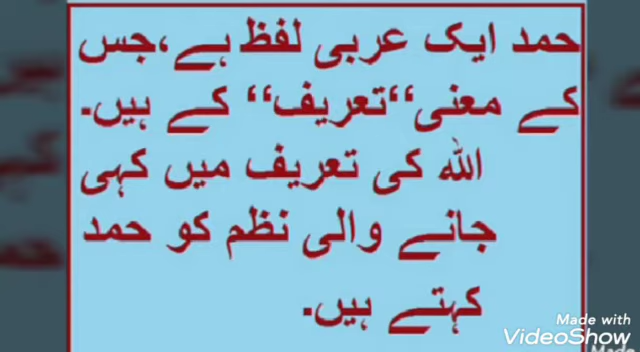 حمد ایک عربی لفظ ہے،جس
کے معنی‘‘تعریف‘‘ کے ہیں۔
اللہ کی تعریف میں کہی
جانے والی نظم کو حمد
کہتے ہیں۔
Made with
VideoShow
Made